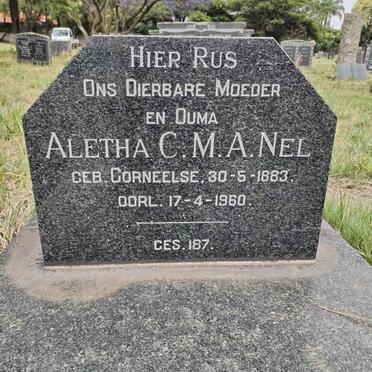 HIER RUS
ONS DIERBARE MOEDER
EN OUMA
ALETHA C.M.A. NEL
GEB. CORNEELSE, 30-5-1883.
OORL. 17-4-1960.
GES. 187.